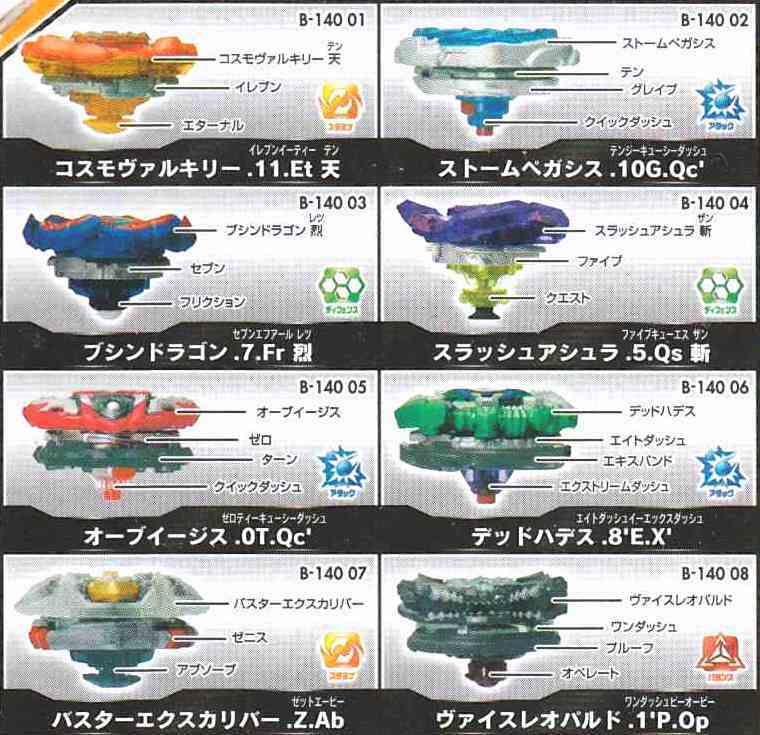 B-140 01
コスモヴァルキリー 天
テン
イレブン
エターナル
スタミナ
イレブンイーティー テン
コスモヴァルキリー .11.Et 天
B-140 02
ストームペガシス
テン
グレイブ
クイックダッシュ
アタック
テンジーキューシーダッシュ
ストームペガシス .10G.Qc'
B-140 03
ブシンドラゴン 烈
レツ
セブン
フリクション
ディフェンス
セブンエフアール レツ
ブシンドラゴン .7.Fr 烈
B-140 04
スラッシュアシュラ 斬
ザン
ファイブ
クエスト
ディフェンス
ファイブキューエス ザン
スラッシュアシュラ .5.Qs 斬
B-140 05
オーブイージス
ゼロ
ターン
クイックダッシュ
アタック
ゼロティーキューシーダッシュ
オーブイージス .0T.Qc'
B-140 06
デッドハデス
エイトダッシュ
エキスパンド
エクストリームダッシュ
アタック
エイトダッシュイーエックスダッシュ
デッドハデス .8'E.X'
B-140 07
バスターエクスカリバー
ゼニス
アブソーブ
スタミナ
ゼットエービー
バスターエクスカリバー .Z.Ab
B-140 08
ヴァイスレオパルド
ワンダッシュ
プルーフ
オペレート
バランス
ワンダッシュピーオーピー
ヴァイスレオパルド .1'P.Op